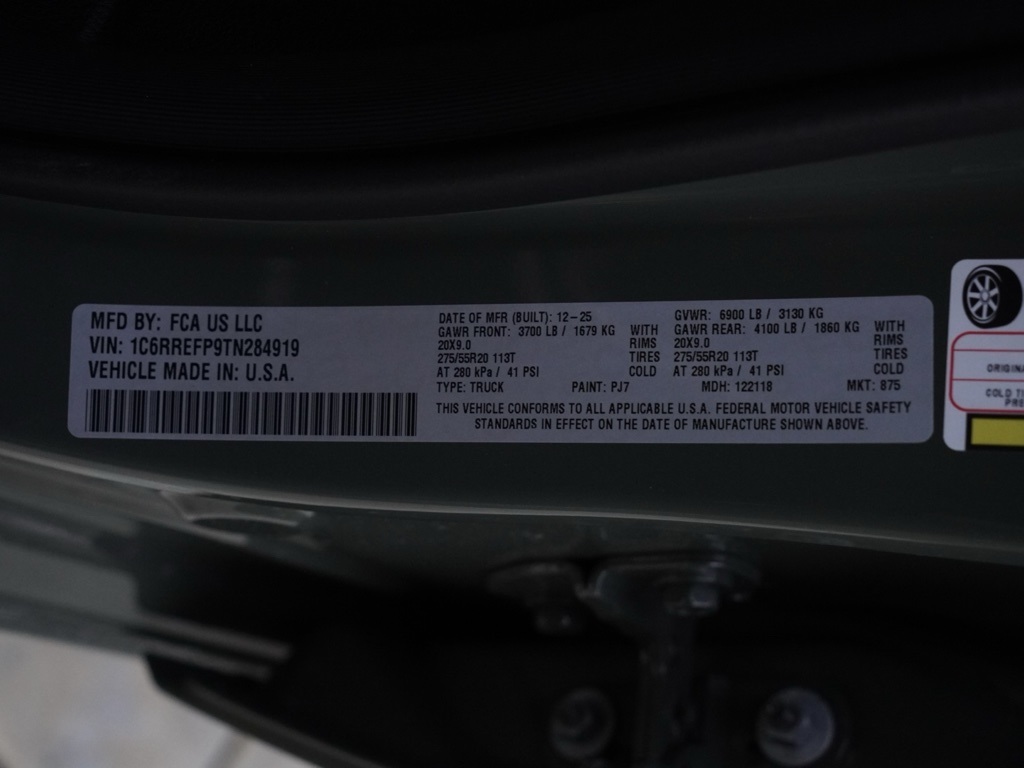 MFD BY: FCA US LLC
VIN: 1C6RREFP9TN284919
VEHICLE MADE IN: U.S.A.
DATE OF MFR (BUILT): 12-25
GAWR FRONT: 3700 LB / 1679 KG WITH
20X9.0 RIMS
275/55R20 113T TIRES
AT 280 kPa / 41 PSI COLD
GVWR: 6900 LB / 3130 KG
GAWR REAR: 4100 LB / 1860 KG WITH
20X9.0 RIMS
275/55R20 113T TIRES
AT 280 kPa / 41 PSI COLD
TYPE: TRUCK PAINT: PJ7 MDH: 122118 MKT: 875
THIS VEHICLE CONFORMS TO ALL APPLICABLE U.S.A. FEDERAL MOTOR VEHICLE SAFETY
STANDARDS IN EFFECT ON THE DATE OF MANUFACTURE SHOWN ABOVE.
ORIGINA
COLD TI
PRE